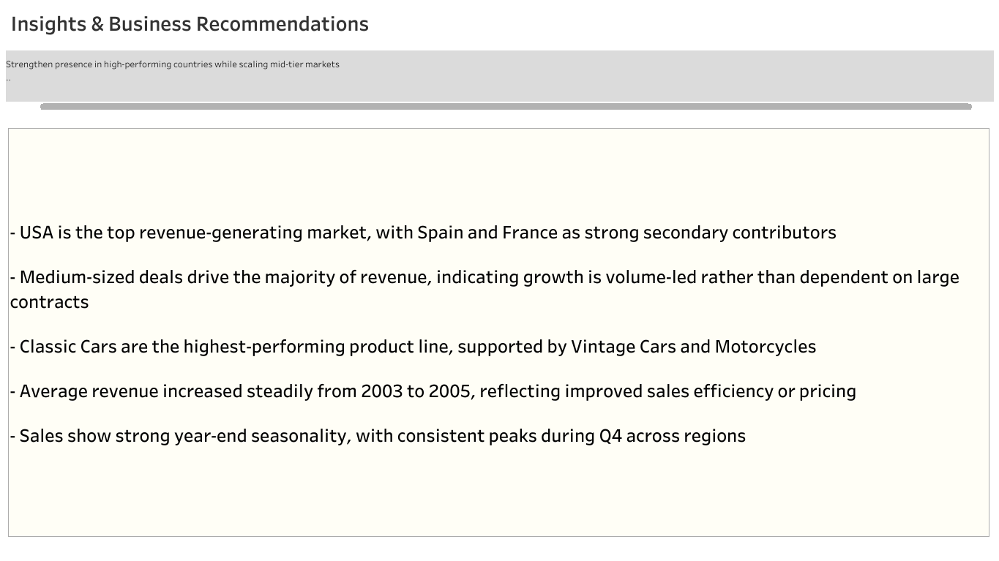 Insights & Business Recommendations
Strengthen presence in high-performing countries while scaling mid-tier markets
..
- USA is the top revenue-generating market, with Spain and France as strong secondary contributors
- Medium-sized deals drive the majority of revenue, indicating growth is volume-led rather than dependent on large
contracts
- Classic Cars are the highest-performing product line, supported by Vintage Cars and Motorcycles
- Average revenue increased steadily from 2003 to 2005, reflecting improved sales efficiency or pricing
- Sales show strong year-end seasonality, with consistent peaks during Q4 across regions